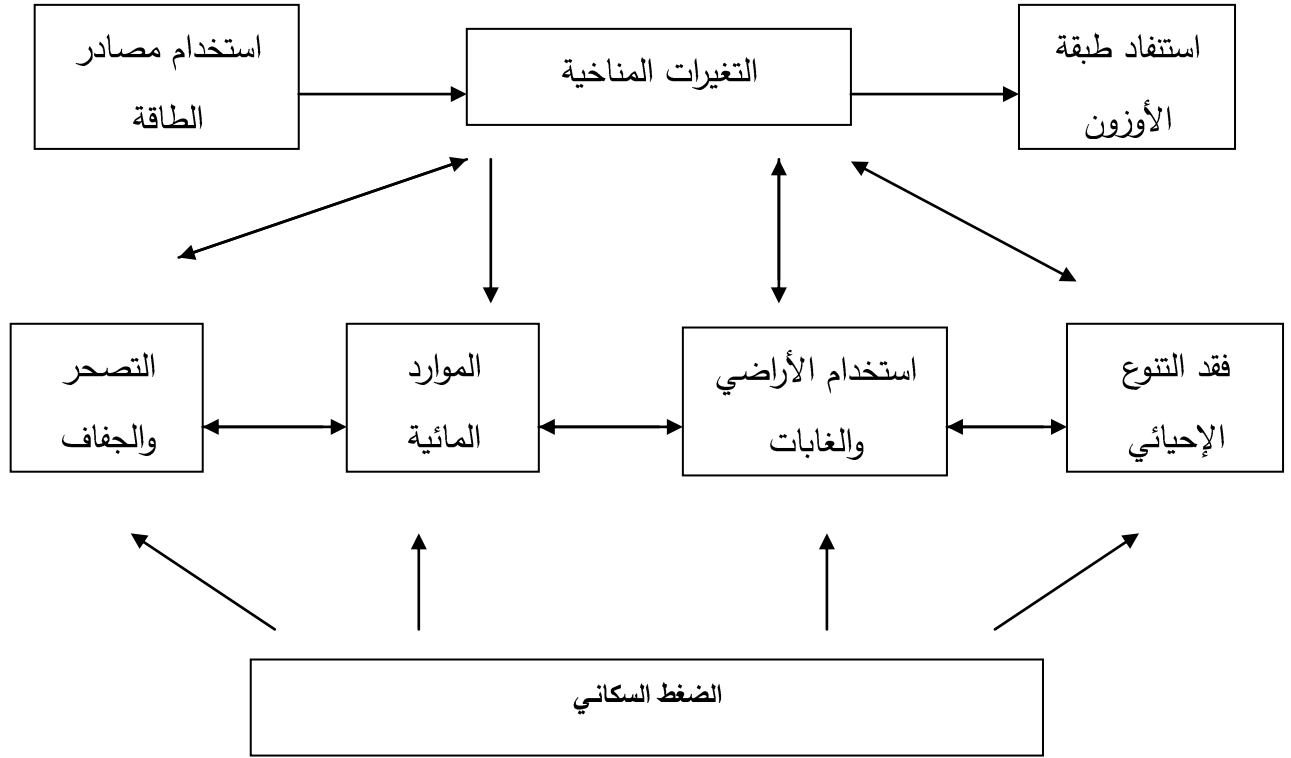 استنفاد طبقة
الأوزون
التغيرات المناخية
استخدام مصادر
الطاقة
فقد التنوع
الإحيائي
استخدام الأراضي
والغابات
الموارد
المائية
التصحر
والجفاف
الضغط السكاني